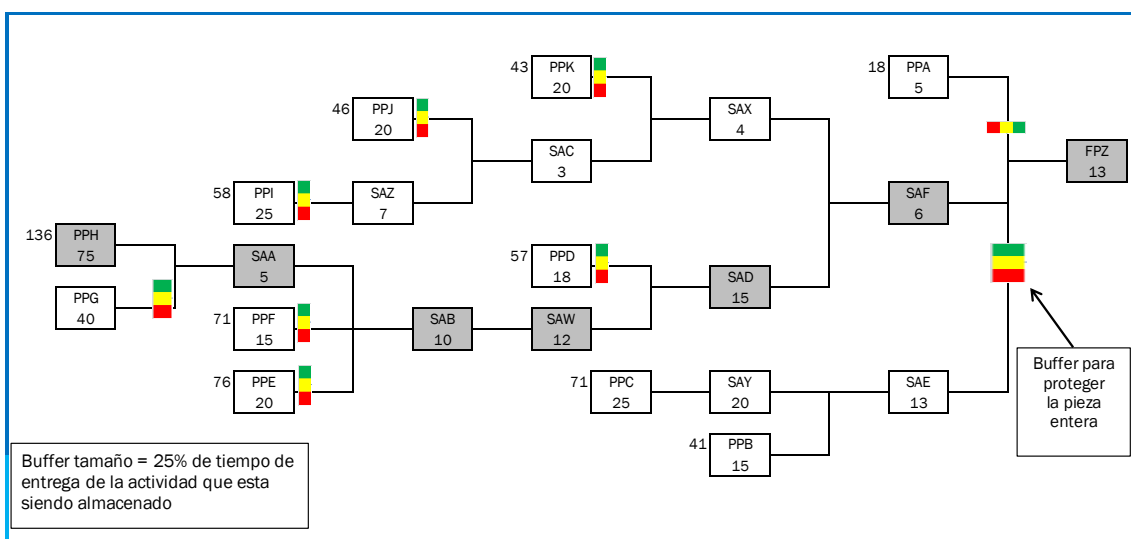 43 PPK
20
18 PPA
5
46 PPJ
20
SAX
4
SAC
3
FPZ
13
58 PPI
25
SAZ
7
SAF
6
136 PPH
75
SAA
5
57 PPD
18
SAD
15
PPG
40
71 PPF
15
SAB
10
SAW
12
76 PPE
20
71 PPC
25
SAY
20
SAE
13
41 PPB
15
Buffer para
proteger
la pieza
entera
Buffer tamaño = 25% de tiempo de
entrega de la actividad que esta
siendo almacenado